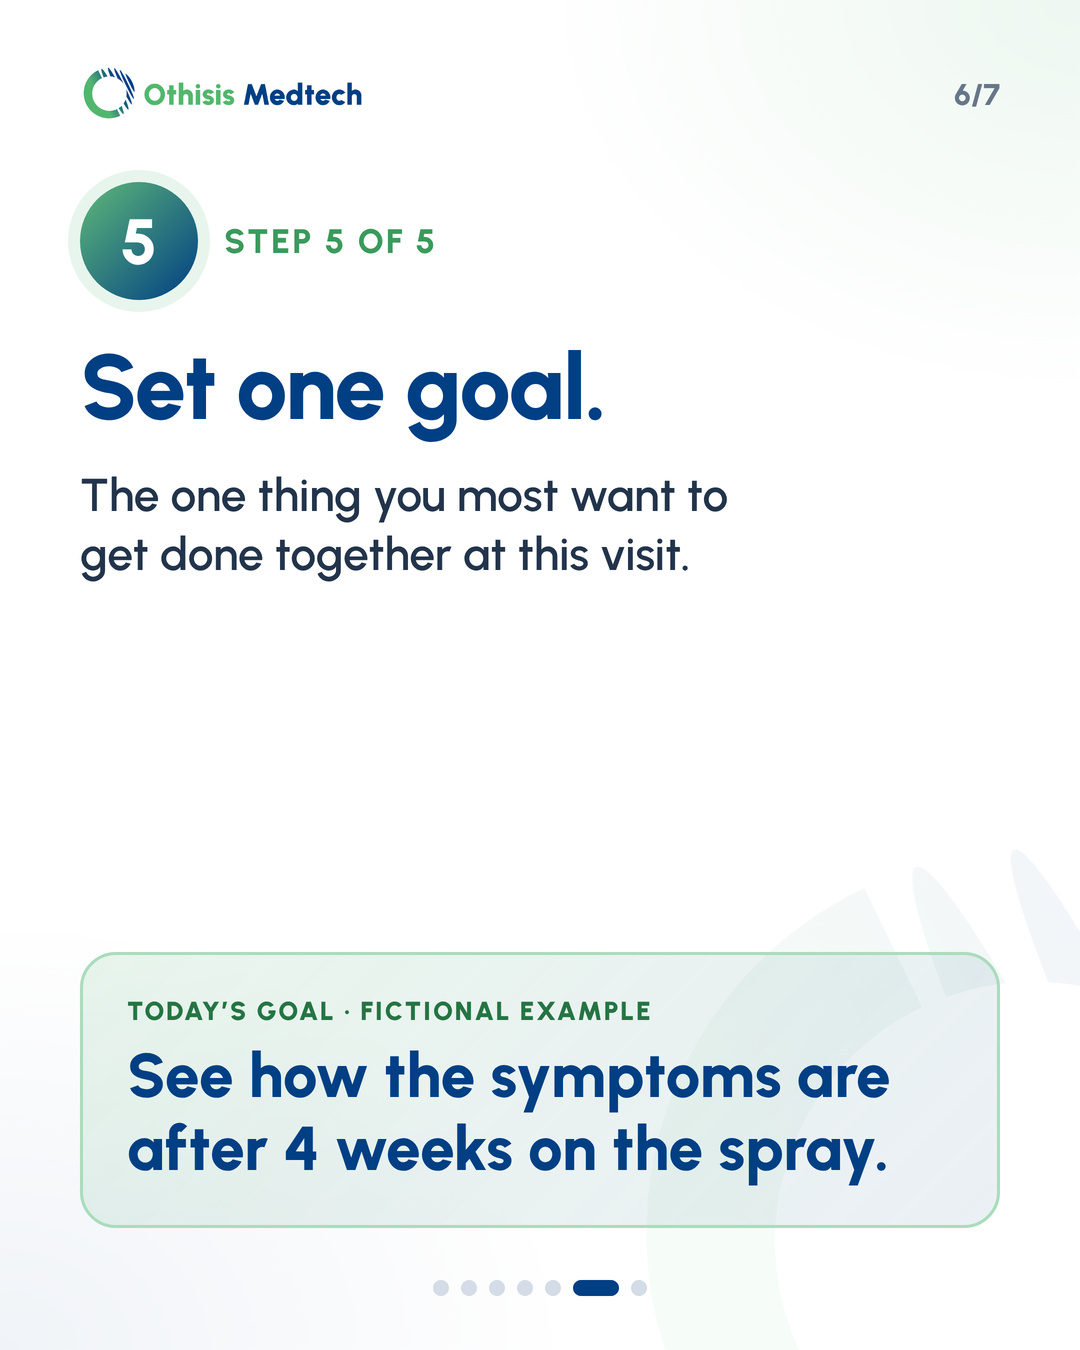 Othisis Medtech
6/7
5
STEP 5 OF 5
Set one goal.
The one thing you most want to
get done together at this visit.
TODAY’S GOAL · FICTIONAL EXAMPLE
See how the symptoms are
after 4 weeks on the spray.